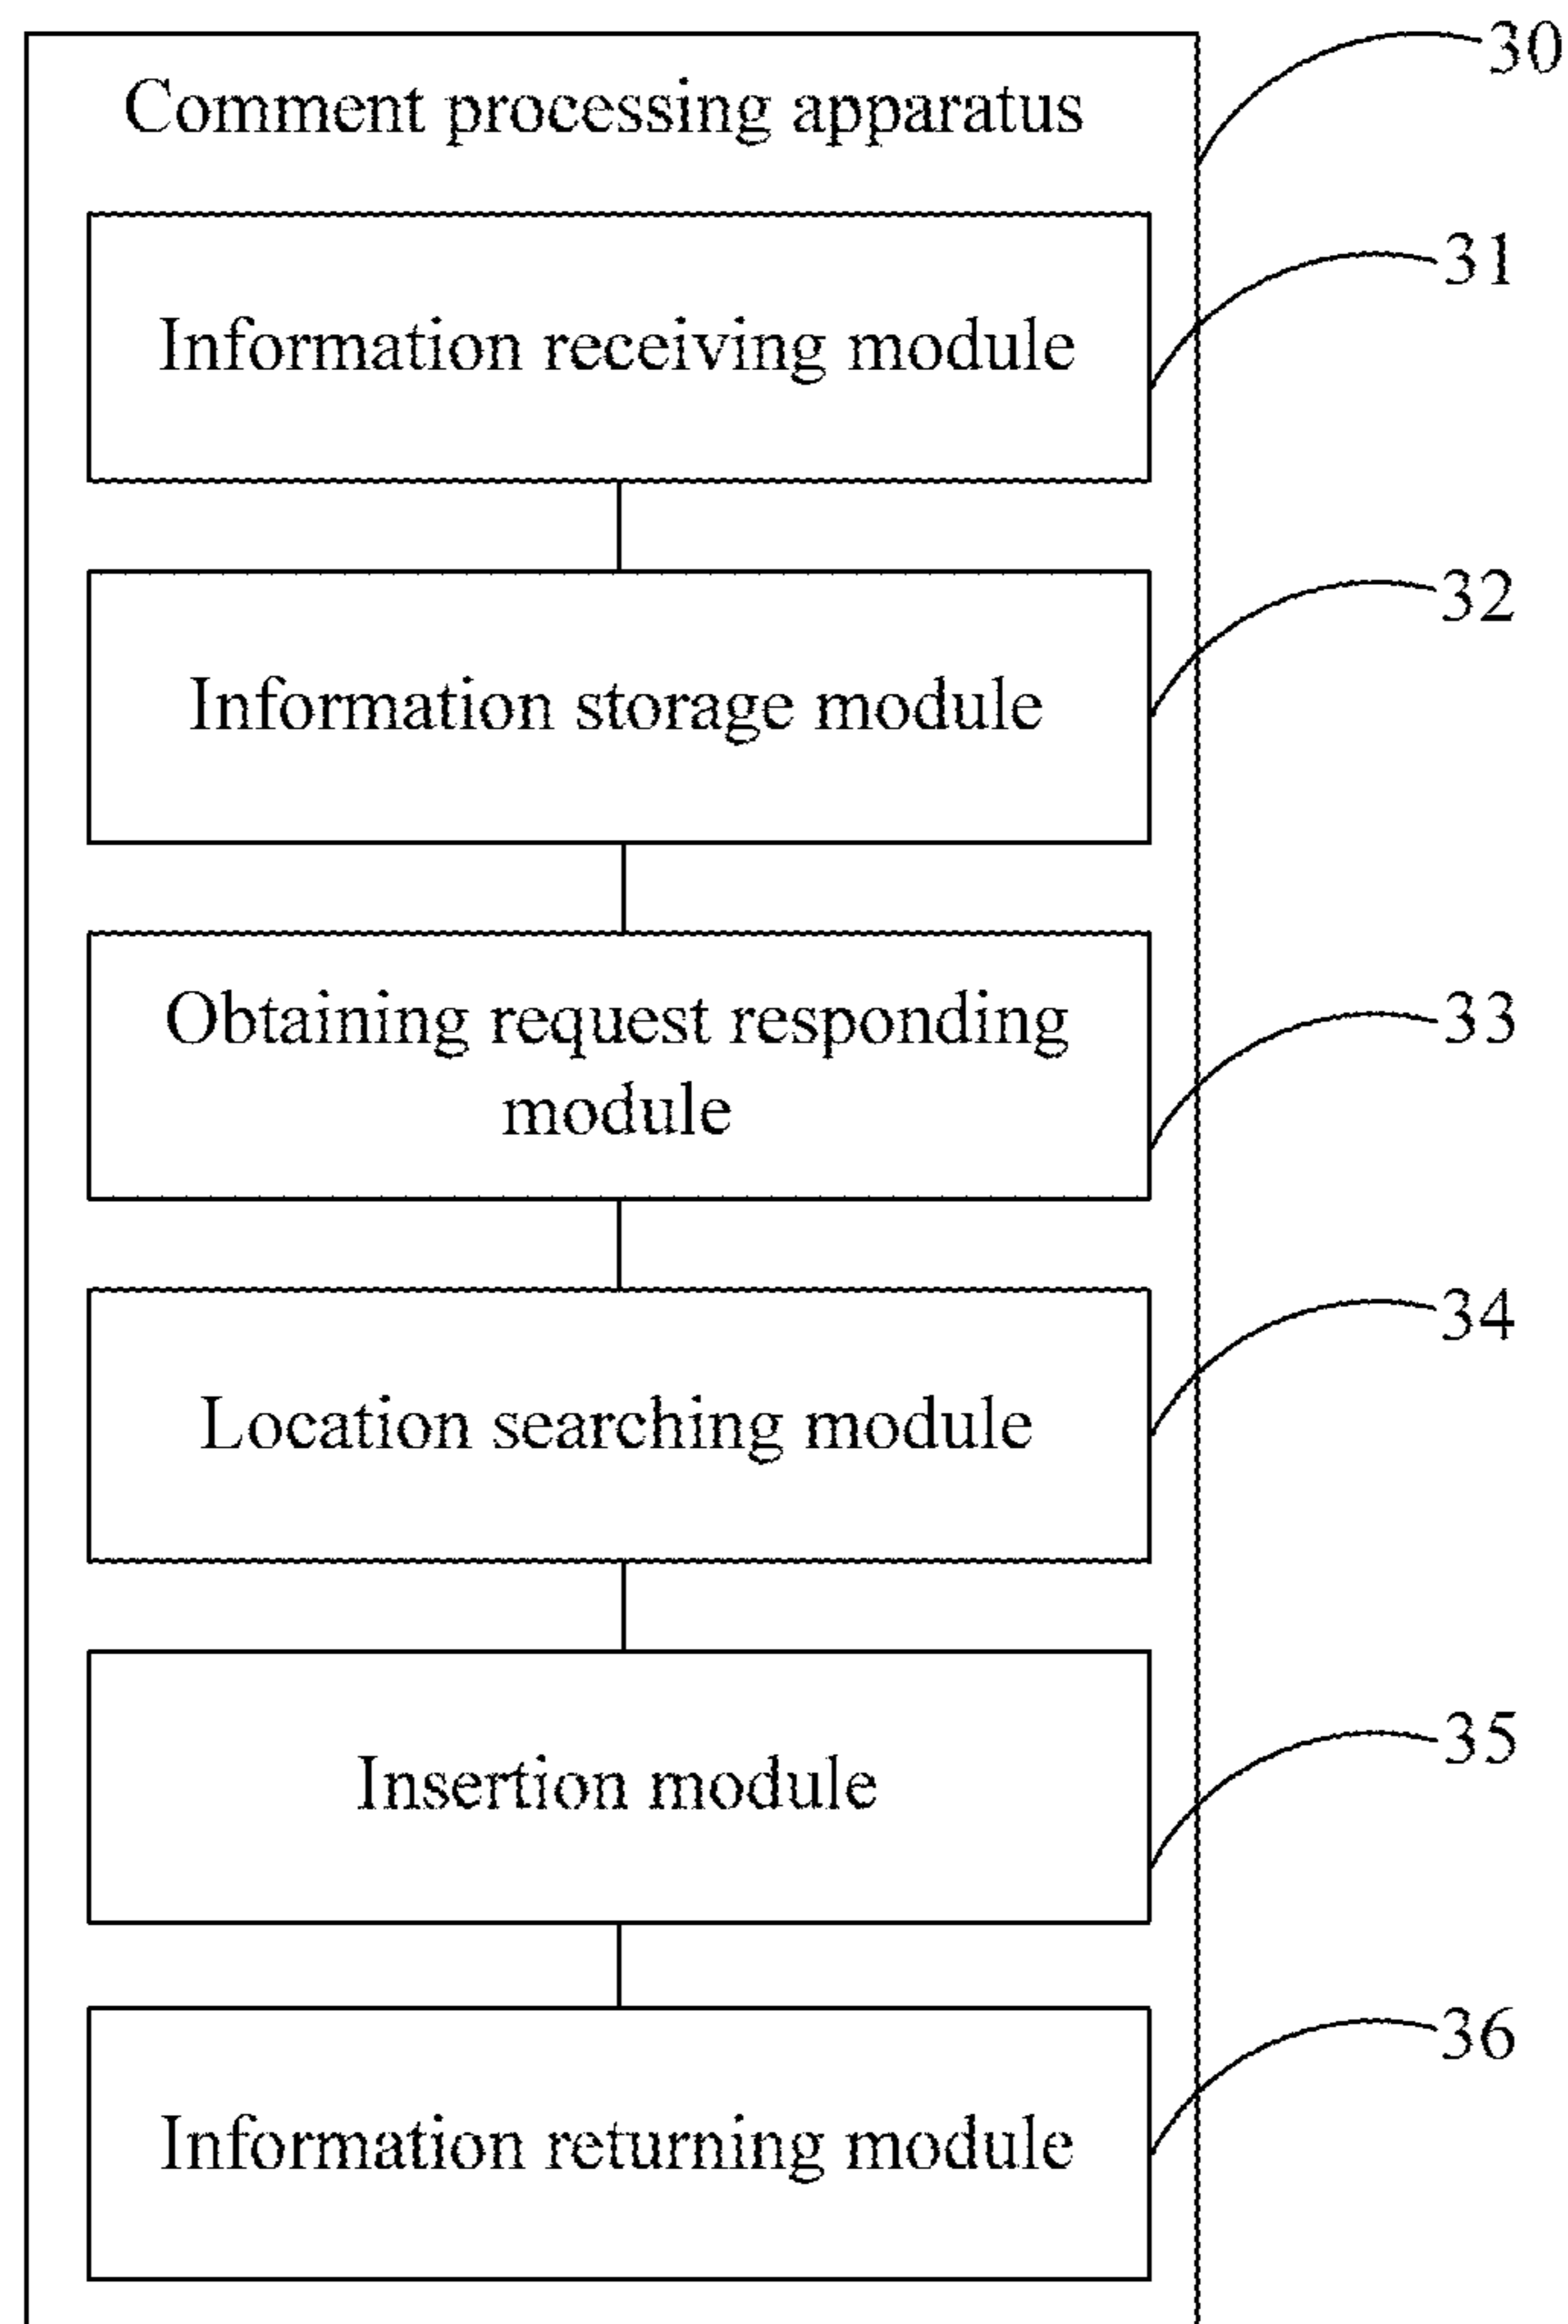 30
Comment processing apparatus
31
Information receiving module
32
Information storage module
33
Obtaining request responding
module
34
Location searching module
35
Insertion module
36
Information returning module